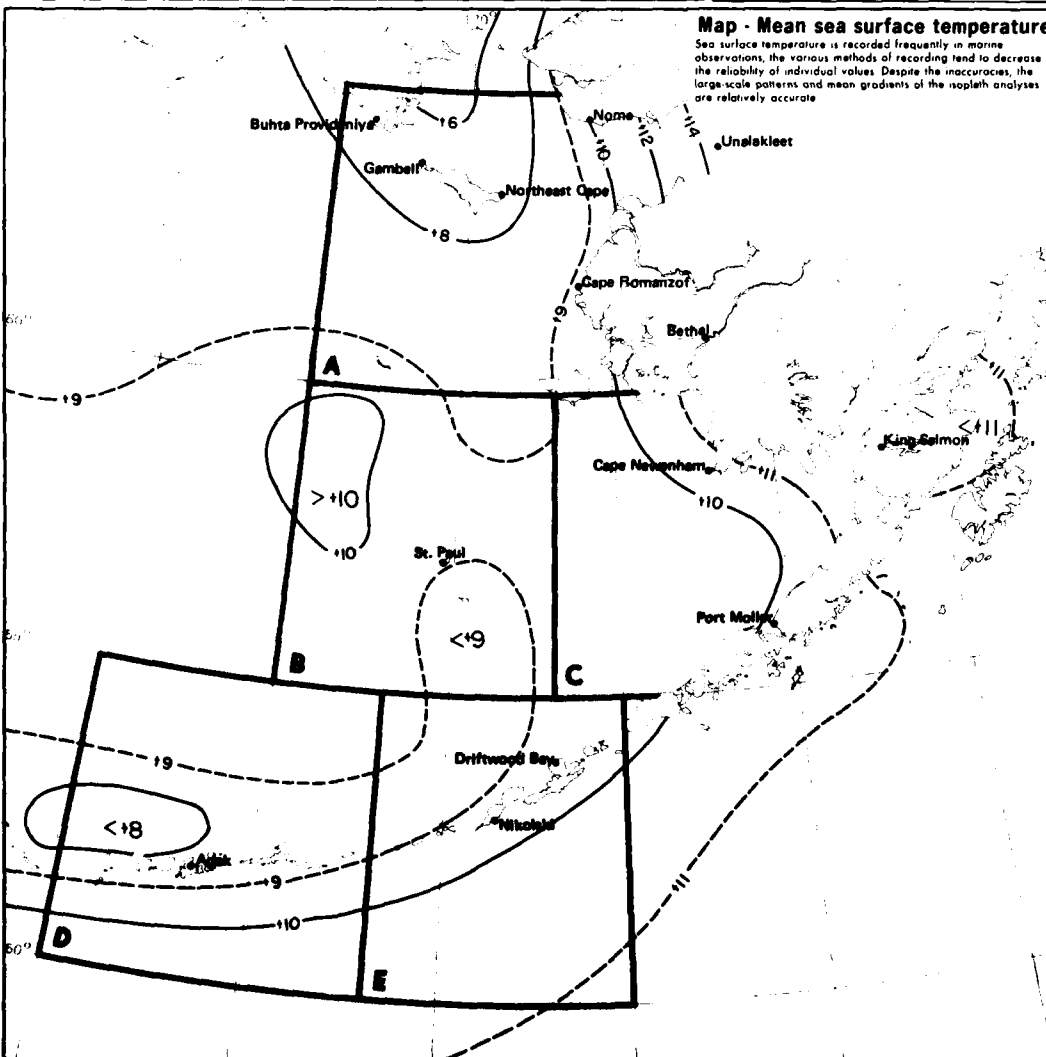 Map - Mean sea surface temperature
Sea surface temperature is recorded frequently in marine
observations, the various methods of recording tend to decrease
the reliability of individual values Despite the inaccuracies, the
large-scale patterns and mean gradients of the isopleth analyses
are relatively accurate
Buhta Provideniya
+6
Nome
+10
+12
+14
Unalakleet
Gambell
Northeast Cape
+8
Cape Romanzof
+9
60°
Bethel
A
+9
+11
<+11
King Salmon
Cape Newenham
+11
>+10
+10
+10
St. Paul
Port Moller
<+9
B
C
+9
Driftwood Bay
<+8
Nikolski
Adak
+9
+11
+10
D
50°
E